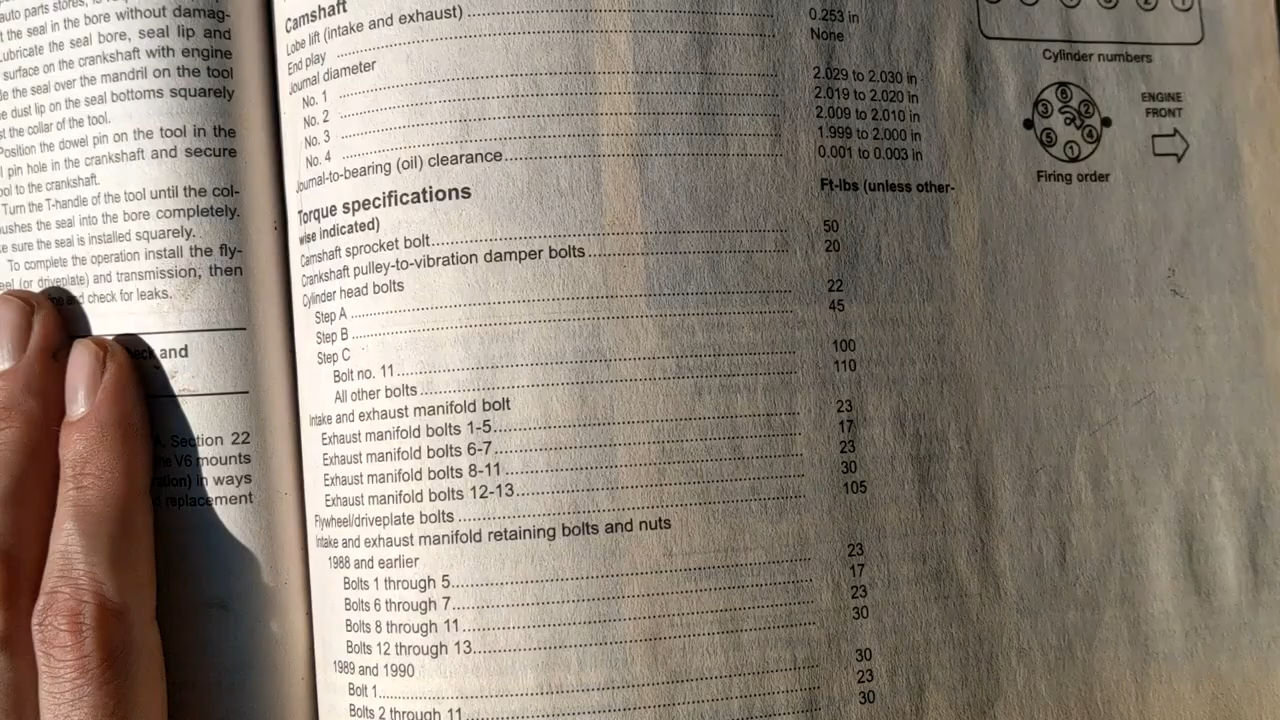 auto parts stores,
t the seal in the bore without damag-
ubricate the seal bore, seal lip and
surface on the crankshaft with engine
de the seal over the mandril on the tool
e dust lip on the seal bottoms squarely
st the collar of the tool.
Position the dowel pin on the tool in the
l pin hole in the crankshaft and secure
ool to the crankshaft.
Turn the T-handle of the tool until the col-
ushes the seal into the bore completely.
e sure the seal is installed squarely.
To complete the operation install the fly-
eel (or driveplate) and transmission, then
and check for leaks.
eck and
A, Section 22
V6 mounts
in ways
replacement
Camshaft
Lobe lift (intake and exhaust) 0.253 in
End play None
Journal diameter
No. 1 2.029 to 2.030 in
No. 2 2.019 to 2.020 in
No. 3 2.009 to 2.010 in
No. 4 1.999 to 2.000 in
Journal-to-bearing (oil) clearance 0.001 to 0.003 in
Torque specifications Ft-lbs (unless other-
wise indicated)
Camshaft sprocket bolt 50
Crankshaft pulley-to-vibration damper bolts 20
Cylinder head bolts
Step A 22
Step B 45
Step C
Bolt no. 11 100
All other bolts 110
Intake and exhaust manifold bolt
Exhaust manifold bolts 1-5 23
Exhaust manifold bolts 6-7 17
Exhaust manifold bolts 8-11 23
Exhaust manifold bolts 12-13 30
Flywheel/driveplate bolts 105
Intake and exhaust manifold retaining bolts and nuts
1988 and earlier
Bolts 1 through 5 23
Bolts 6 through 7 17
Bolts 8 through 11 23
Bolts 12 through 13 30
1989 and 1990
Bolt 1 30
Bolts 2 through 11 23
30
Cylinder numbers
6
3 2
5 4
1
ENGINE
FRONT
Firing order